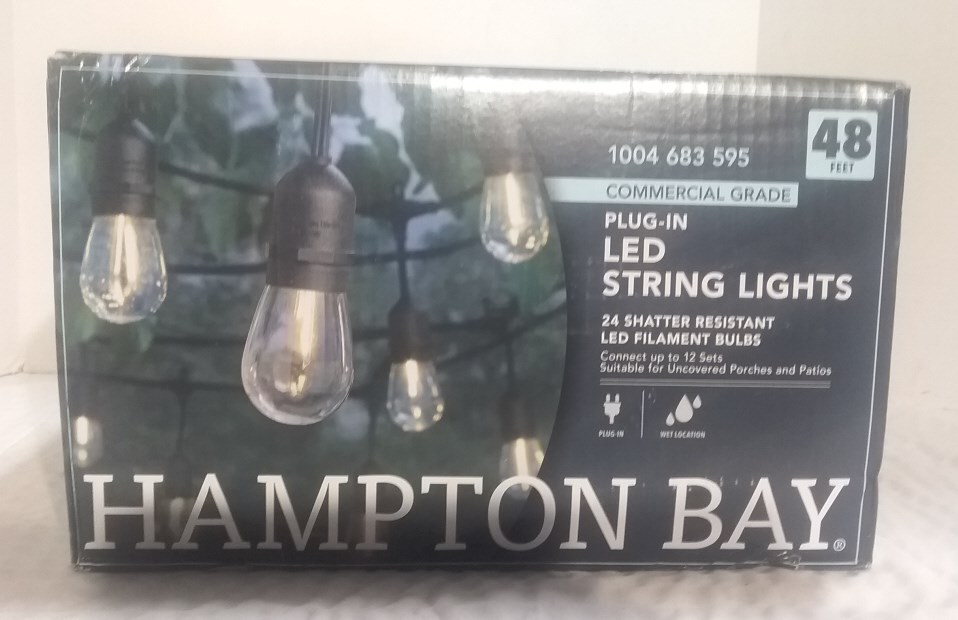 48
FEET
1004 683 595
COMMERCIAL GRADE
PLUG-IN
LED
STRING LIGHTS
24 SHATTER RESISTANT
LED FILAMENT BULBS
Connect up to 12 Sets
Suitable for Uncovered Porches and Patios
PLUG-IN
WET LOCATION
HAMPTON BAY®